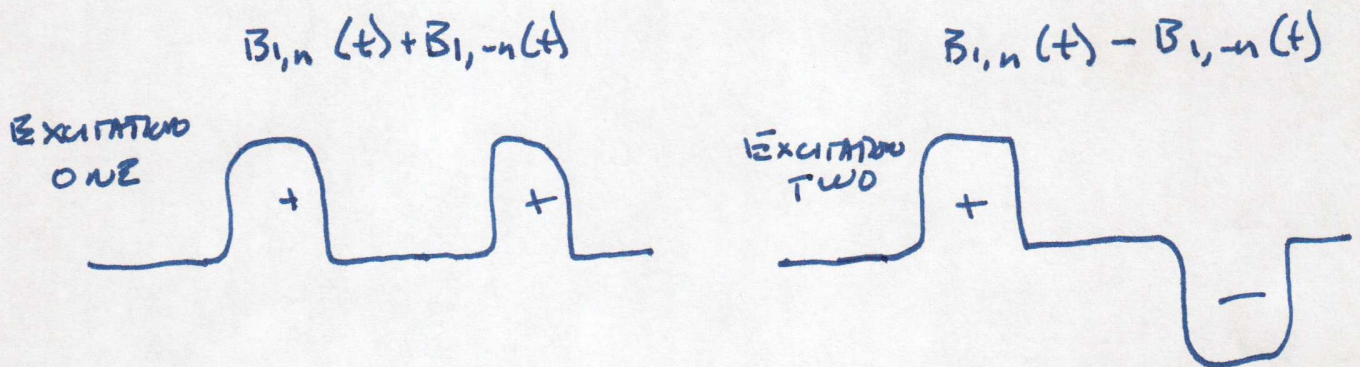 B1,n (t) + B1,-n(t)
B1,n (t) - B1,-n(t)
EXCITATION
ONE
+
+
EXCITATION
TWO
+
-